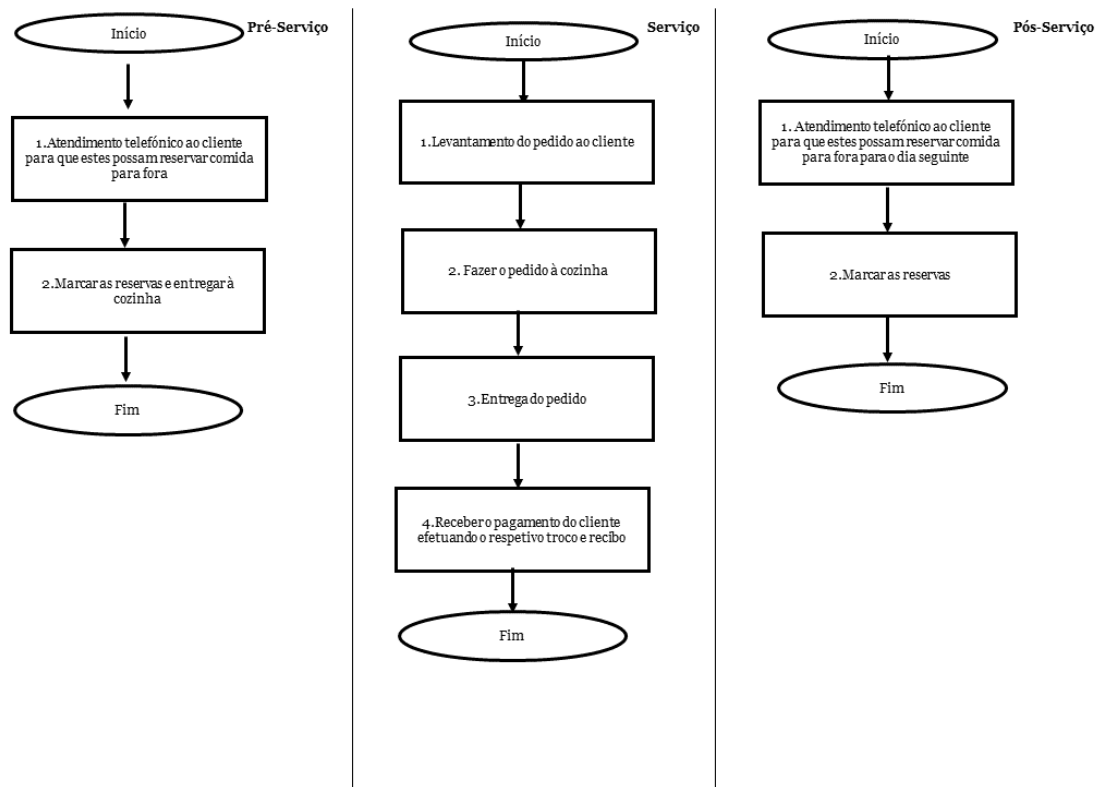 Início
Pré-Serviço
1.Atendimento telefónico ao cliente
para que estes possam reservar comida
para fora
2.Marcar as reservas e entregar à
cozinha
Fim
Início
Serviço
1.Levantamento do pedido ao cliente
2. Fazer o pedido à cozinha
3.Entrega do pedido
4.Receber o pagamento do cliente
efetuando o respetivo troco e recibo
Fim
Início
Pós-Serviço
1. Atendimento telefónico ao cliente
para que estes possam reservar comida
para fora para o dia seguinte
2.Marcar as reservas
Fim